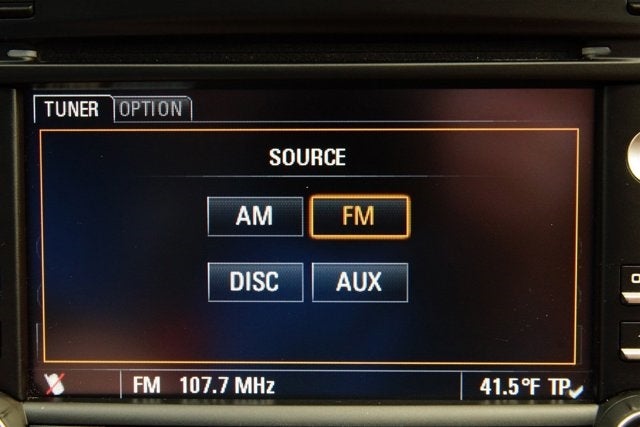 TUNER OPTION
SOURCE
AM FM
DISC AUX
FM 107.7 MHz 41.5°F TP